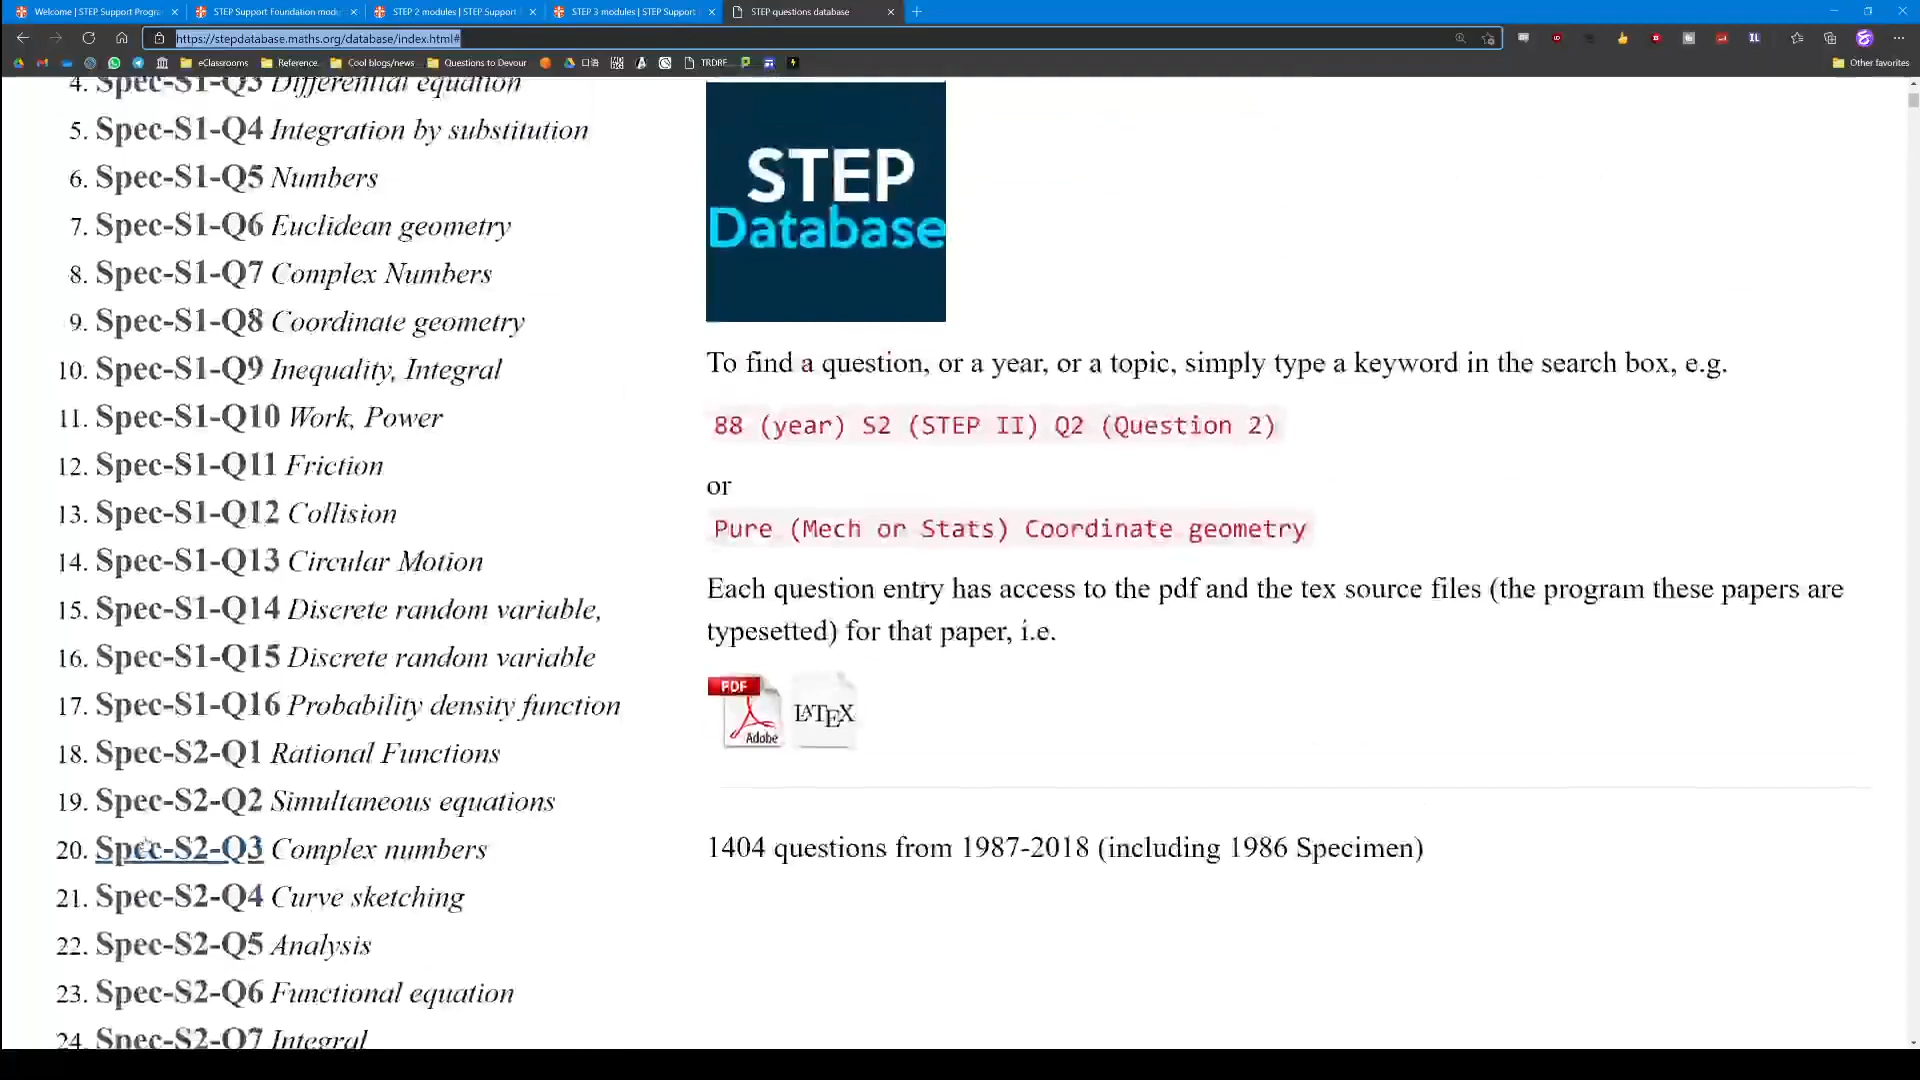 Welcome | STEP Support Progra
STEP Support Foundation modu
STEP 2 modules | STEP Support
STEP 3 modules | STEP Support
STEP questions database
https://stepdatabase.maths.org/database/index.html#
eClassrooms
Reference
Cool blogs/news
Questions to Devour
口语
TRDRE...
Other favorites
4. Spec-S1-Q3 Differential equation
5. Spec-S1-Q4 Integration by substitution
6. Spec-S1-Q5 Numbers
7. Spec-S1-Q6 Euclidean geometry
8. Spec-S1-Q7 Complex Numbers
9. Spec-S1-Q8 Coordinate geometry
10. Spec-S1-Q9 Inequality, Integral
11. Spec-S1-Q10 Work, Power
12. Spec-S1-Q11 Friction
13. Spec-S1-Q12 Collision
14. Spec-S1-Q13 Circular Motion
15. Spec-S1-Q14 Discrete random variable,
16. Spec-S1-Q15 Discrete random variable
17. Spec-S1-Q16 Probability density function
18. Spec-S2-Q1 Rational Functions
19. Spec-S2-Q2 Simultaneous equations
20. Spec-S2-Q3 Complex numbers
21. Spec-S2-Q4 Curve sketching
22. Spec-S2-Q5 Analysis
23. Spec-S2-Q6 Functional equation
24. Spec-S2-Q7 Integral
STEP
Database
To find a question, or a year, or a topic, simply type a keyword in the search box, e.g.
88 (year) S2 (STEP II) Q2 (Question 2)
or
Pure (Mech or Stats) Coordinate geometry
Each question entry has access to the pdf and the tex source files (the program these papers are
typesetted) for that paper, i.e.
PDF
Adobe
LATEX
1404 questions from 1987-2018 (including 1986 Specimen)